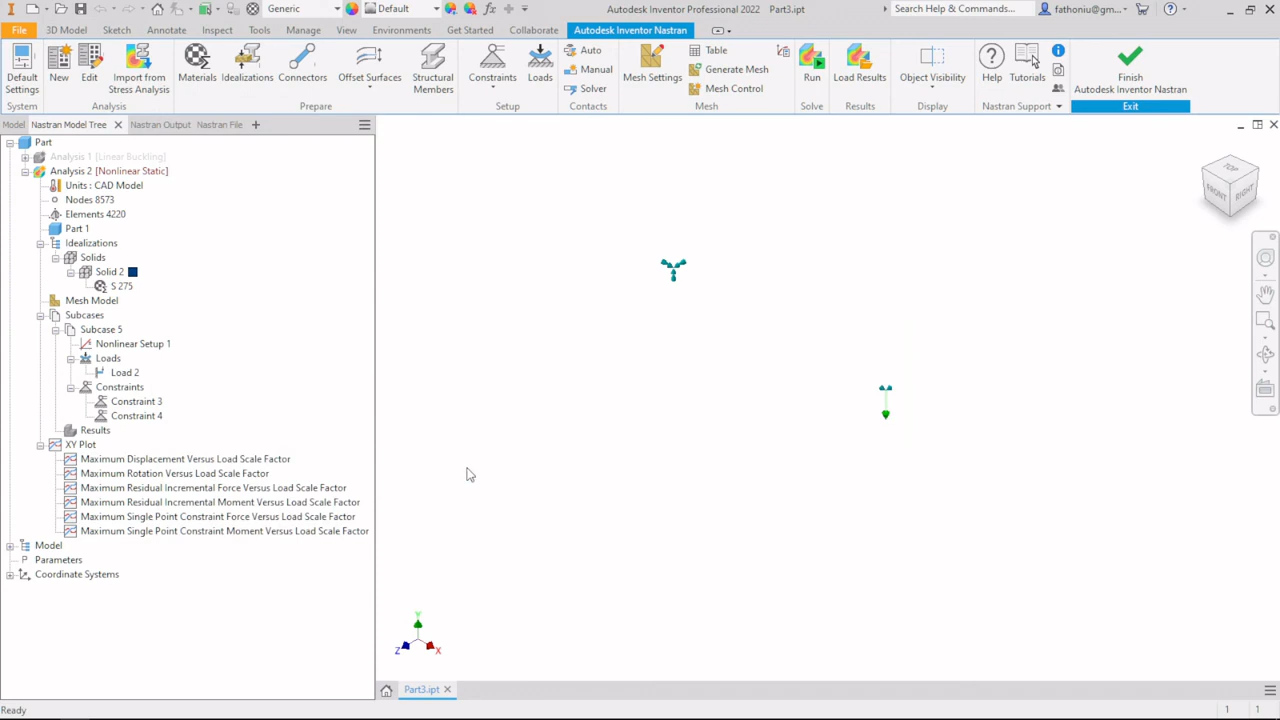 Generic
Default
Autodesk Inventor Professional 2022 Part3.ipt
Search Help & Commands...
fathoniu@gm...
File 3D Model Sketch Annotate Inspect Tools Manage View Environments Get Started Collaborate Autodesk Inventor Nastran
Default Settings
New
Edit
Import from Stress Analysis
Materials
Idealizations
Connectors
Offset Surfaces
Structural Members
Constraints
Loads
Auto
Manual
Solver
Mesh Settings
Table
Generate Mesh
Mesh Control
Run
Load Results
Object Visibility
Help
Tutorials
Finish Autodesk Inventor Nastran
System Analysis Prepare Setup Contacts Mesh Solve Results Display Nastran Support Exit
Model Nastran Model Tree Nastran Output Nastran File
Part
Analysis 1 [Linear Buckling]
Analysis 2 [Nonlinear Static]
Units : CAD Model
Nodes 8573
Elements 4220
Part 1
Idealizations
Solids
Solid 2
S 275
Mesh Model
Subcases
Subcase 5
Nonlinear Setup 1
Loads
Load 2
Constraints
Constraint 3
Constraint 4
Results
XY Plot
Maximum Displacement Versus Load Scale Factor
Maximum Rotation Versus Load Scale Factor
Maximum Residual Incremental Force Versus Load Scale Factor
Maximum Residual Incremental Moment Versus Load Scale Factor
Maximum Single Point Constraint Force Versus Load Scale Factor
Maximum Single Point Constraint Moment Versus Load Scale Factor
Model
Parameters
Coordinate Systems
TOP
FRONT
RIGHT
Y
Z
X
Part3.ipt
Ready
1 1